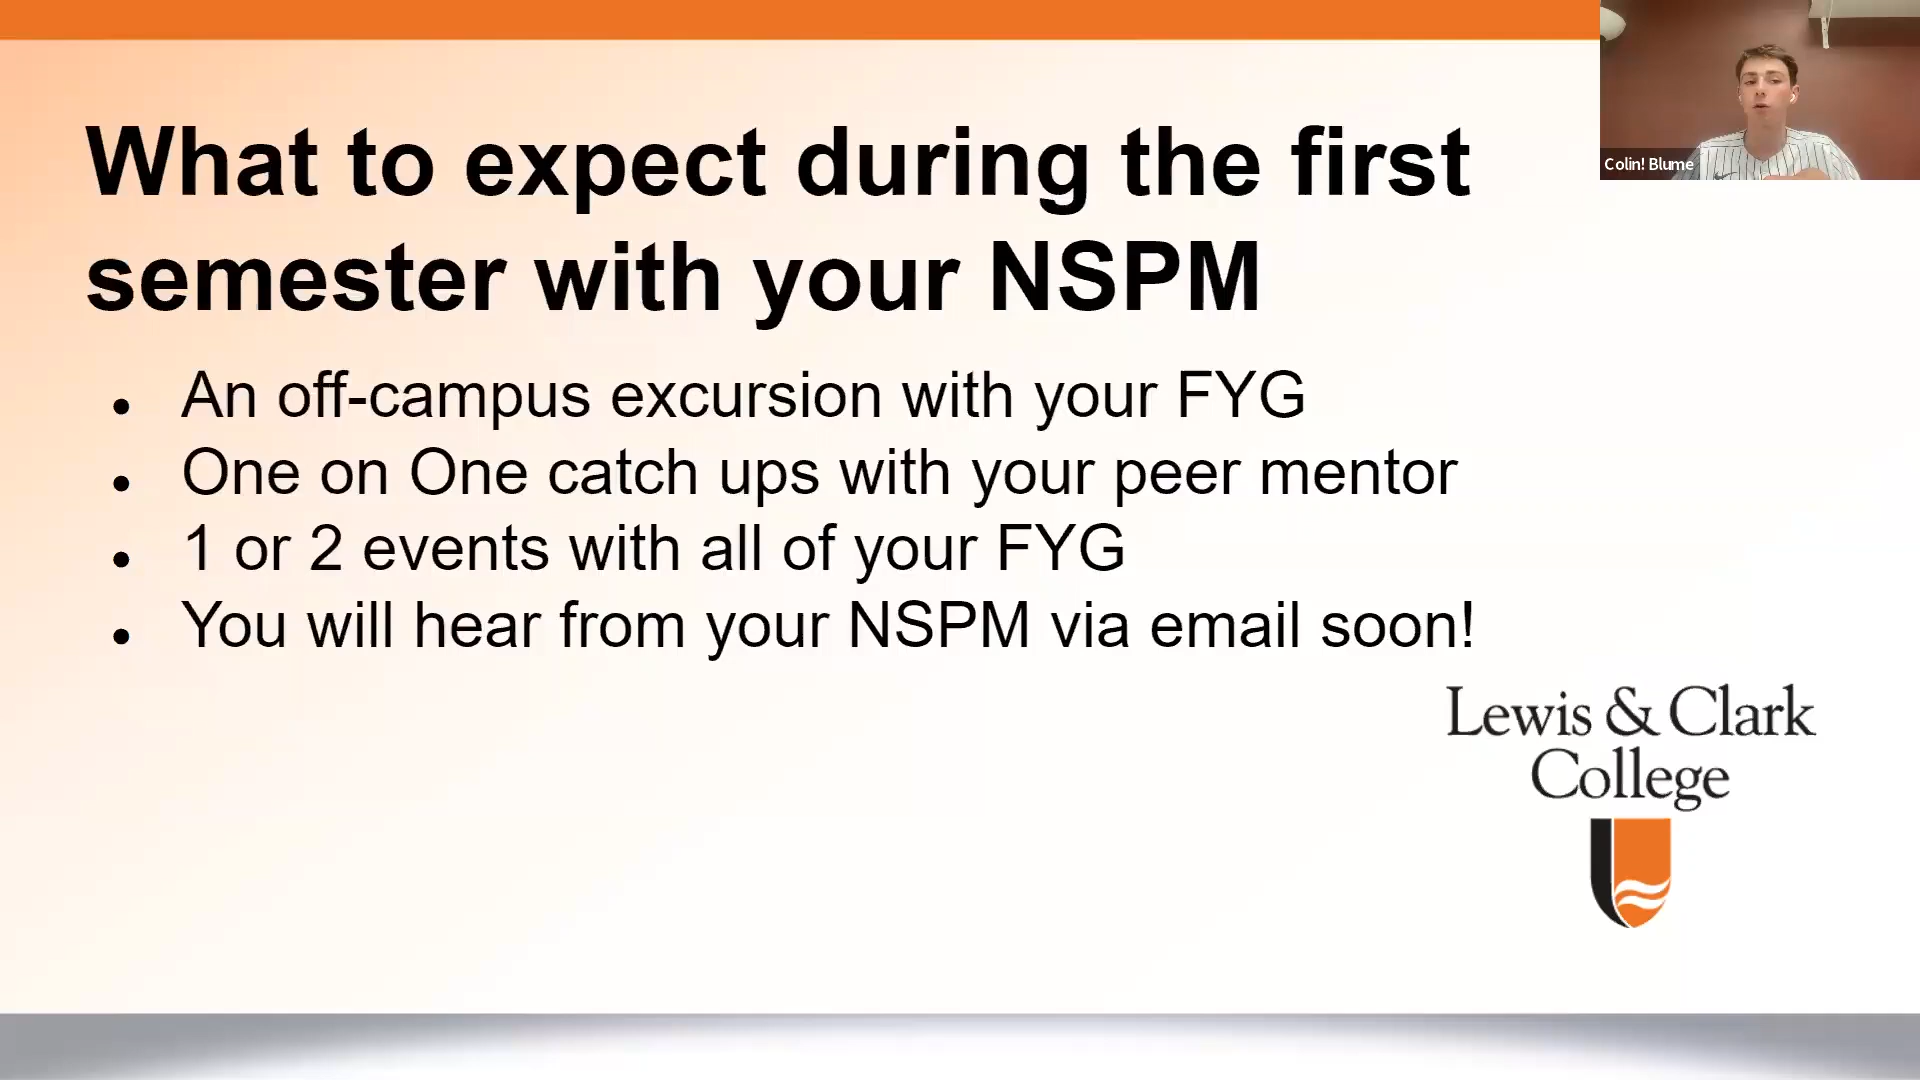 What to expect during the first
semester with your NSPM
• An off-campus excursion with your FYG
• One on One catch ups with your peer mentor
• 1 or 2 events with all of your FYG
• You will hear from your NSPM via email soon!
Lewis & Clark
College
Colin! Blume